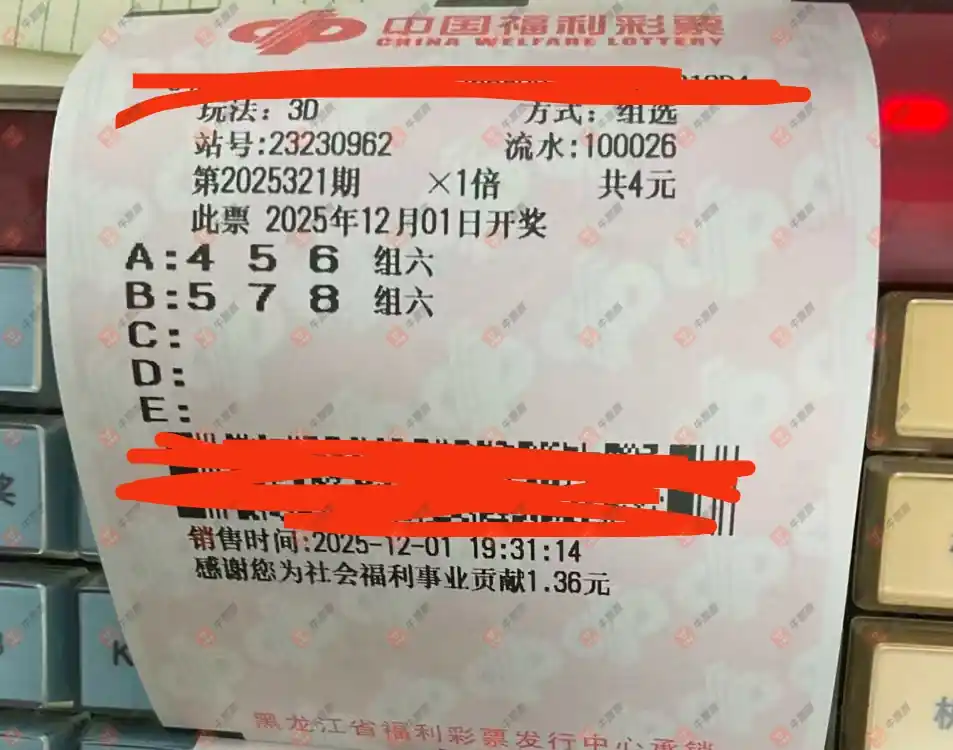 中国福利彩票
CHINA WELFARE LOTTERY
玩法：3D 方式：组选
站号:23230962 流水:100026
第2025321期 ×1倍 共4元
此票 2025年12月01日开奖
A:4 5 6 组六
B:5 7 8 组六
C:
D:
E:
销售时间:2025-12-01 19:31:14
感谢您为社会福利事业贡献1.36元
黑龙江省福利彩票发行中心承销